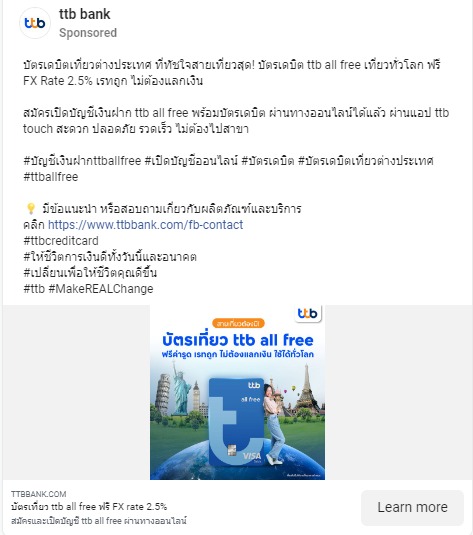 ttb
ttb bank
Sponsored
บัตรเดบิตเที่ยวต่างประเทศ ที่ทัชใจสายเที่ยวสุด! บัตรเดบิต ttb all free เที่ยวทั่วโลก ฟรี
FX Rate 2.5% เรทถูก ไม่ต้องแลกเงิน
สมัครเปิดบัญชีเงินฝาก ttb all free พร้อมบัตรเดบิต ผ่านทางออนไลน์ได้แล้ว ผ่านแอป ttb
touch สะดวก ปลอดภัย รวดเร็ว ไม่ต้องไปสาขา
#บัญชีเงินฝากttballfree #เปิดบัญชีออนไลน์ #บัตรเดบิต #บัตรเดบิตเที่ยวต่างประเทศ
#ttballfree
💡 มีข้อแนะนำ หรือสอบถามเกี่ยวกับผลิตภัณฑ์และบริการ
คลิก https://www.ttbbank.com/fb-contact
#ttbcreditcard
#ให้ชีวิตการเงินดีทั้งวันนี้และอนาคต
#เปลี่ยนเพื่อให้ชีวิตคุณดีขึ้น
#ttb #MakeREALChange
ttb
สายเที่ยวต้องมี!
บัตรเที่ยว ttb all free
ฟรีค่ารูด เรทถูก ไม่ต้องแลกเงิน ใช้ได้ทั่วโลก
ttb
all free
VISA
TTBBANK.COM
บัตรเที่ยว ttb all free ฟรี FX rate 2.5%
สมัครและเปิดบัญชี ttb all free ผ่านทางออนไลน์
Learn more